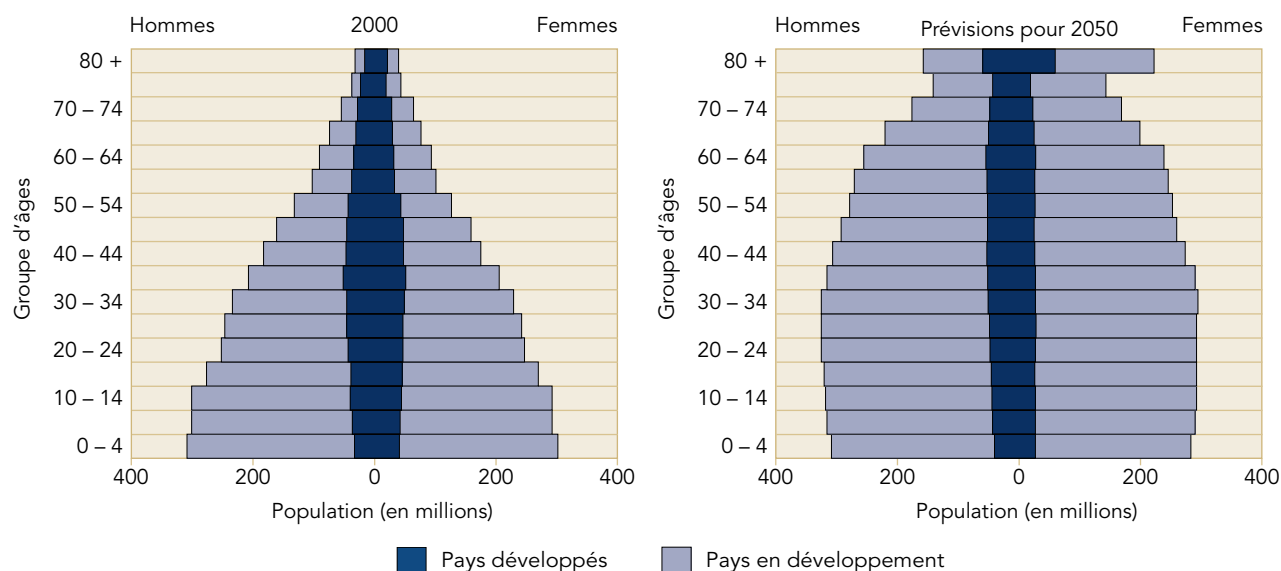 Hommes 2000 Femmes
80 +
70 – 74
60 – 64
50 – 54
40 – 44
30 – 34
20 – 24
10 – 14
0 – 4
Groupe d'âges
400 200 0 200 400
Population (en millions)
Hommes Prévisions pour 2050 Femmes
80 +
70 – 74
60 – 64
50 – 54
40 – 44
30 – 34
20 – 24
10 – 14
0 – 4
Groupe d'âges
400 200 0 200 400
Population (en millions)
Pays développés Pays en développement